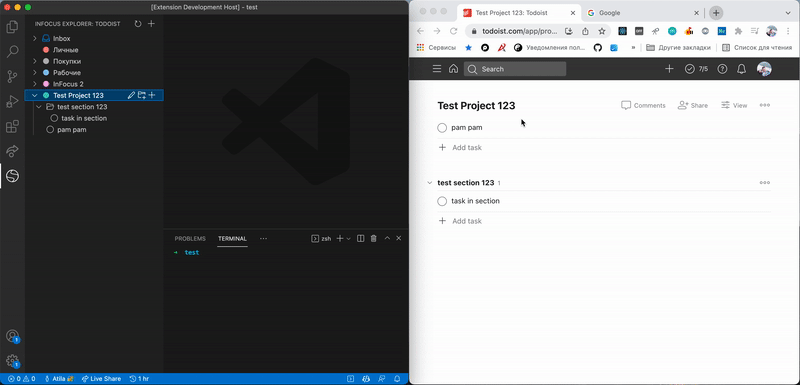 [Extension Development Host] - test
INFOCUS EXPLORER: TODOIST
Inbox
Личные
Покупки
Рабочие
InFocus 2
Test Project 123
test section 123
task in section
pam pam
PROBLEMS TERMINAL ...
zsh
→ test
0 0 Atila Live Share 1 hr
Test Project 123: Todoist
Google
todoist.com/app/pro...
Сервисы
Уведомления пол...
»
Другие закладки
Список для чтения
Search
7/5
Test Project 123
Comments Share View
pam pam
Add task
test section 123 1
task in section
Add task